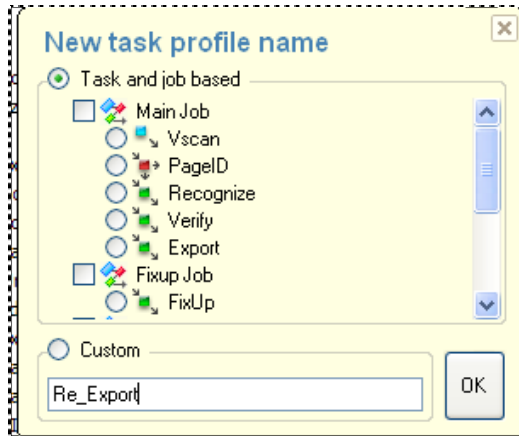 New task profile name
Task and job based
Main Job
Vscan
PageID
Recognize
Verify
Export
Fixup Job
FixUp
Custom
Re_Export
OK